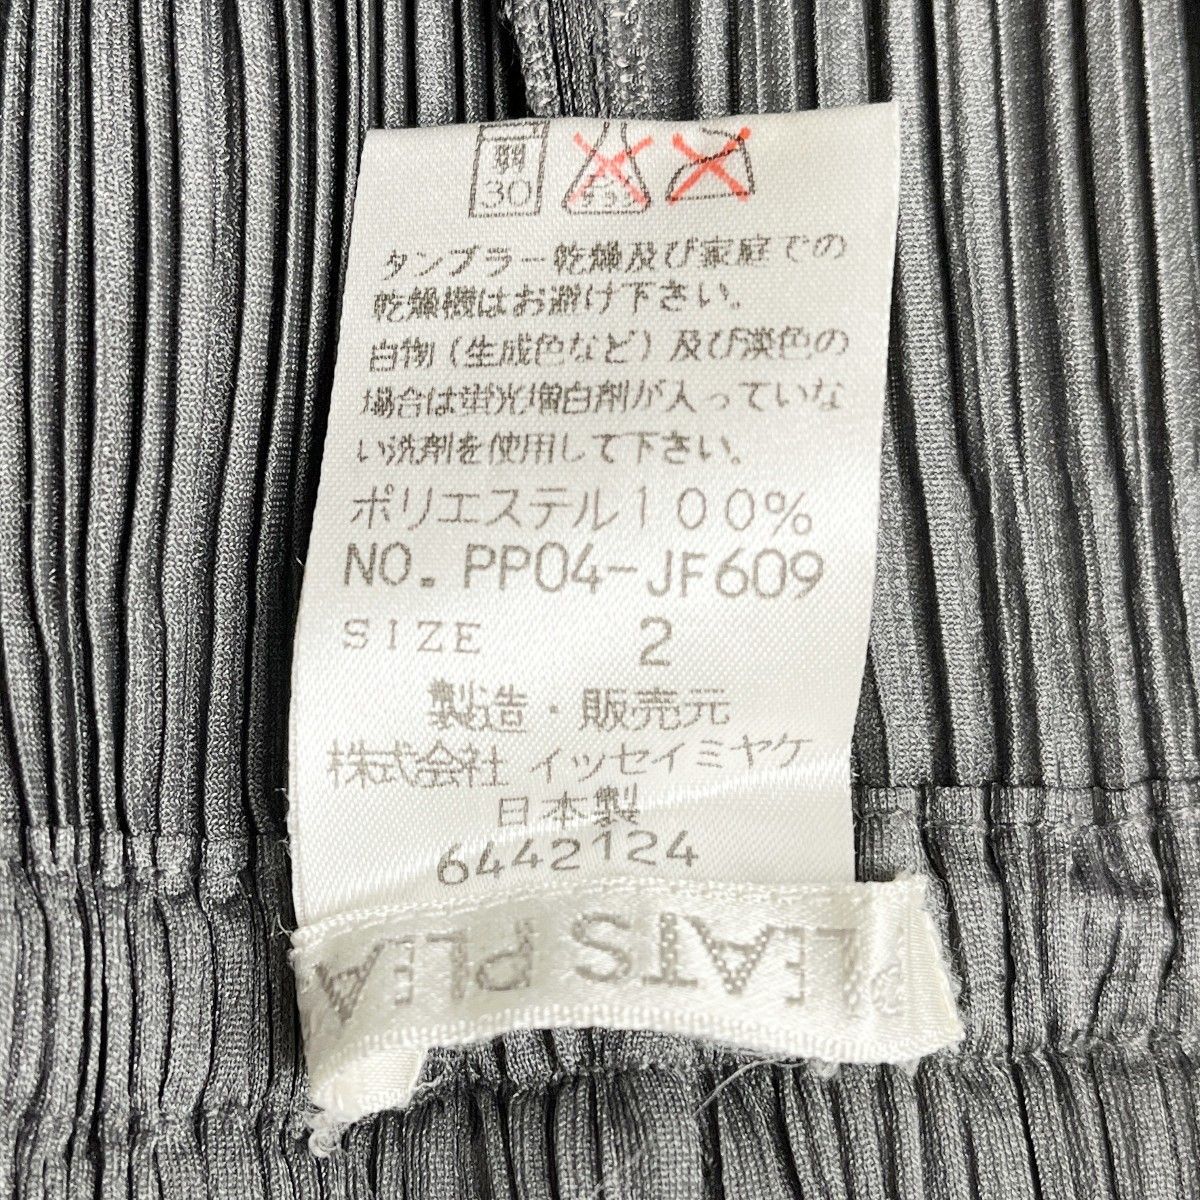 弱
30
タンブラー乾燥及び家庭での
乾燥機はお避け下さい。
白物(生成色など)及び淡色の
場合は蛍光増白剤が入っていな
い洗剤を使用して下さい。
ポリエステル100%
NO. PP04-JF609
SIZE 2
製造・販売元
株式会社 イッセイミヤケ
日本製
6442124
PLEATS PLEA